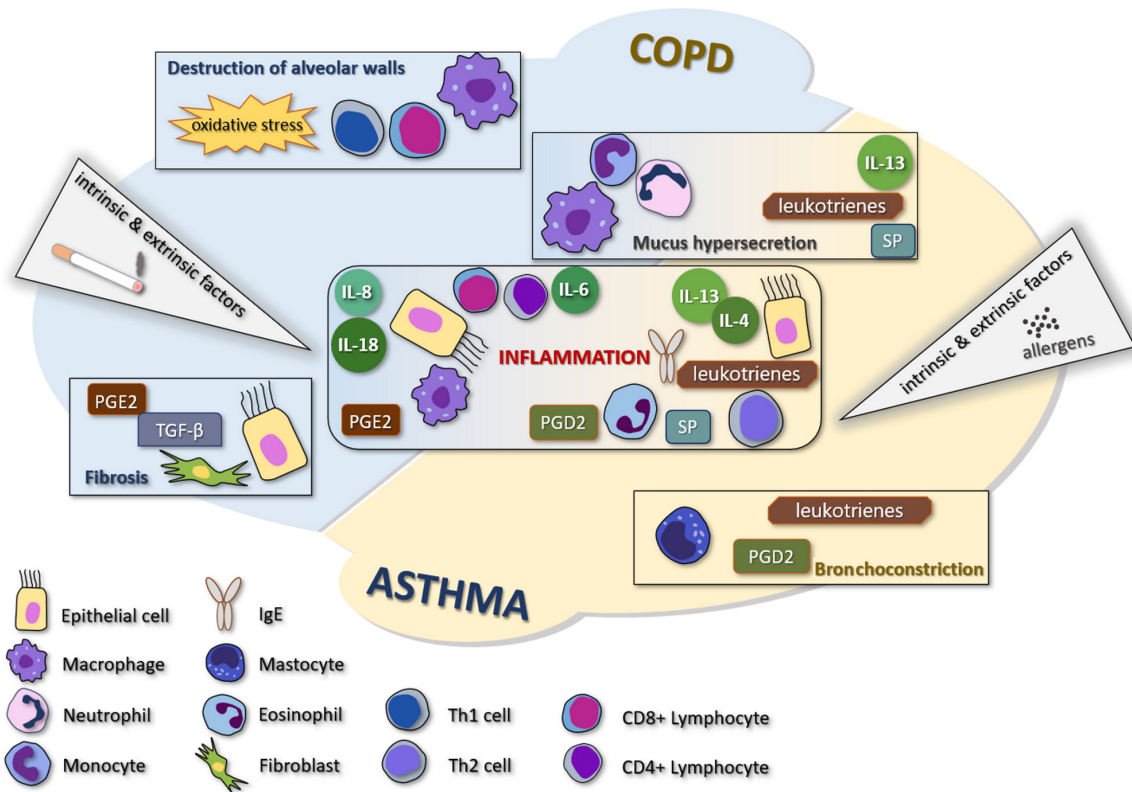 COPD
Destruction of alveolar walls
oxidative stress
IL-13
leukotrienes
SP
Mucus hypersecretion
intrinsic & extrinsic factors
intrinsic & extrinsic factors
allergens
IL-8
IL-6
IL-13
IL-4
IL-18
INFLAMMATION
leukotrienes
PGE2
PGD2
SP
PGE2
TGF-β
Fibrosis
leukotrienes
PGD2
Bronchoconstriction
ASTHMA
Epithelial cell
IgE
Macrophage
Mastocyte
Neutrophil
Eosinophil
Th1 cell
CD8+ Lymphocyte
Monocyte
Fibroblast
Th2 cell
CD4+ Lymphocyte